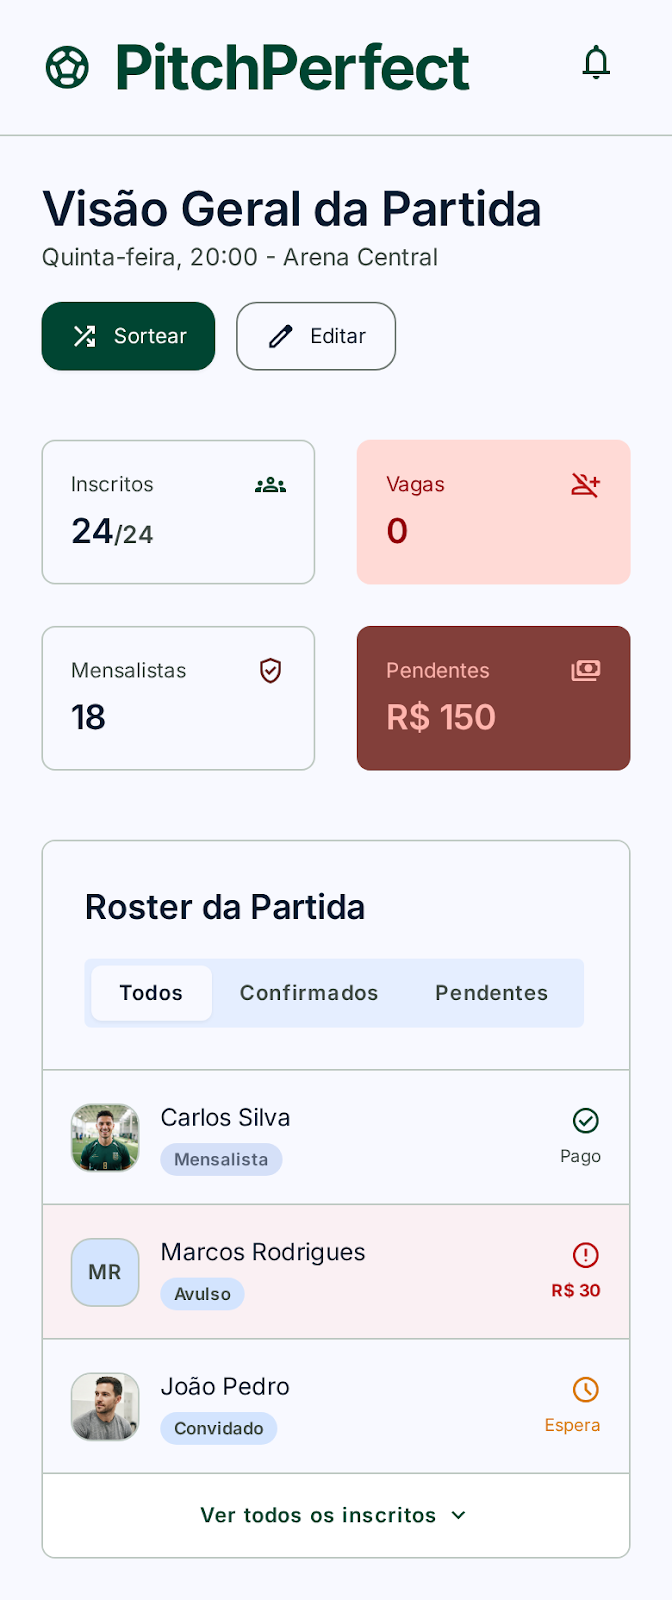 PitchPerfect
Visão Geral da Partida
Quinta-feira, 20:00 - Arena Central
Sortear
Editar
Inscritos
24/24
Vagas
0
Mensalistas
18
Pendentes
R$ 150
Roster da Partida
Todos
Confirmados
Pendentes
Carlos Silva
Mensalista
Pago
MR
Marcos Rodrigues
Avulso
R$ 30
João Pedro
Convidado
Espera
Ver todos os inscritos